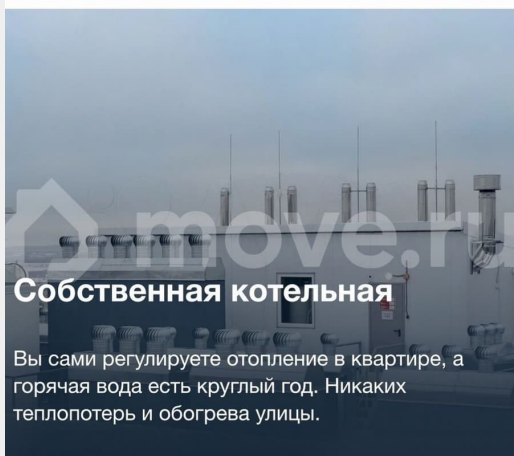 move.ru
Собственная котельная
Вы сами регулируете отопление в квартире, а
горячая вода есть круглый год. Никаких
теплопотерь и обогрева улицы.